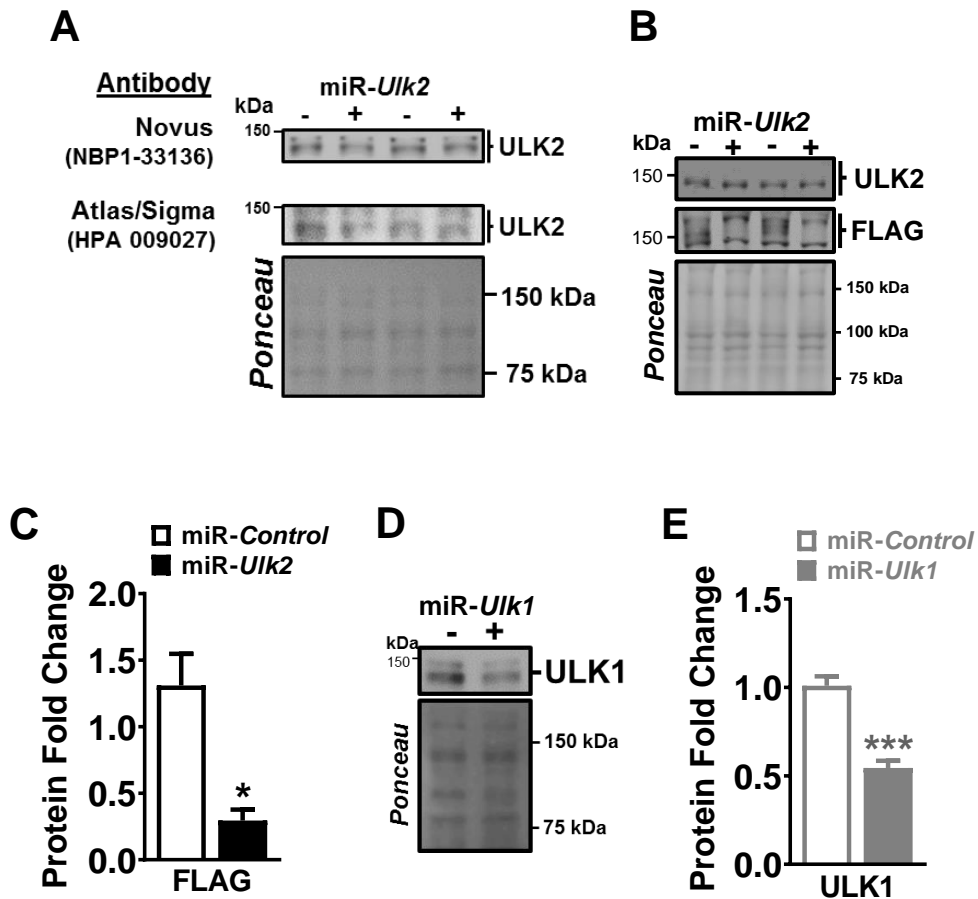 A
Antibody
miR-Ulk2
kDa
- + - +
Novus
(NBP1-33136)
150
ULK2
Atlas/Sigma
(HPA 009027)
150
ULK2
Ponceau
150 kDa
75 kDa
B
miR-Ulk2
kDa
- + - +
150
ULK2
150
FLAG
Ponceau
150 kDa
100 kDa
75 kDa
C
miR-Control
miR-Ulk2
Protein Fold Change
2.0
1.5
1.0
0.5
0.0
*
FLAG
D
miR-Ulk1
kDa
- +
150
ULK1
Ponceau
150 kDa
75 kDa
E
miR-Control
miR-Ulk1
Protein Fold Change
1.5
1.0
0.5
0.0
***
ULK1